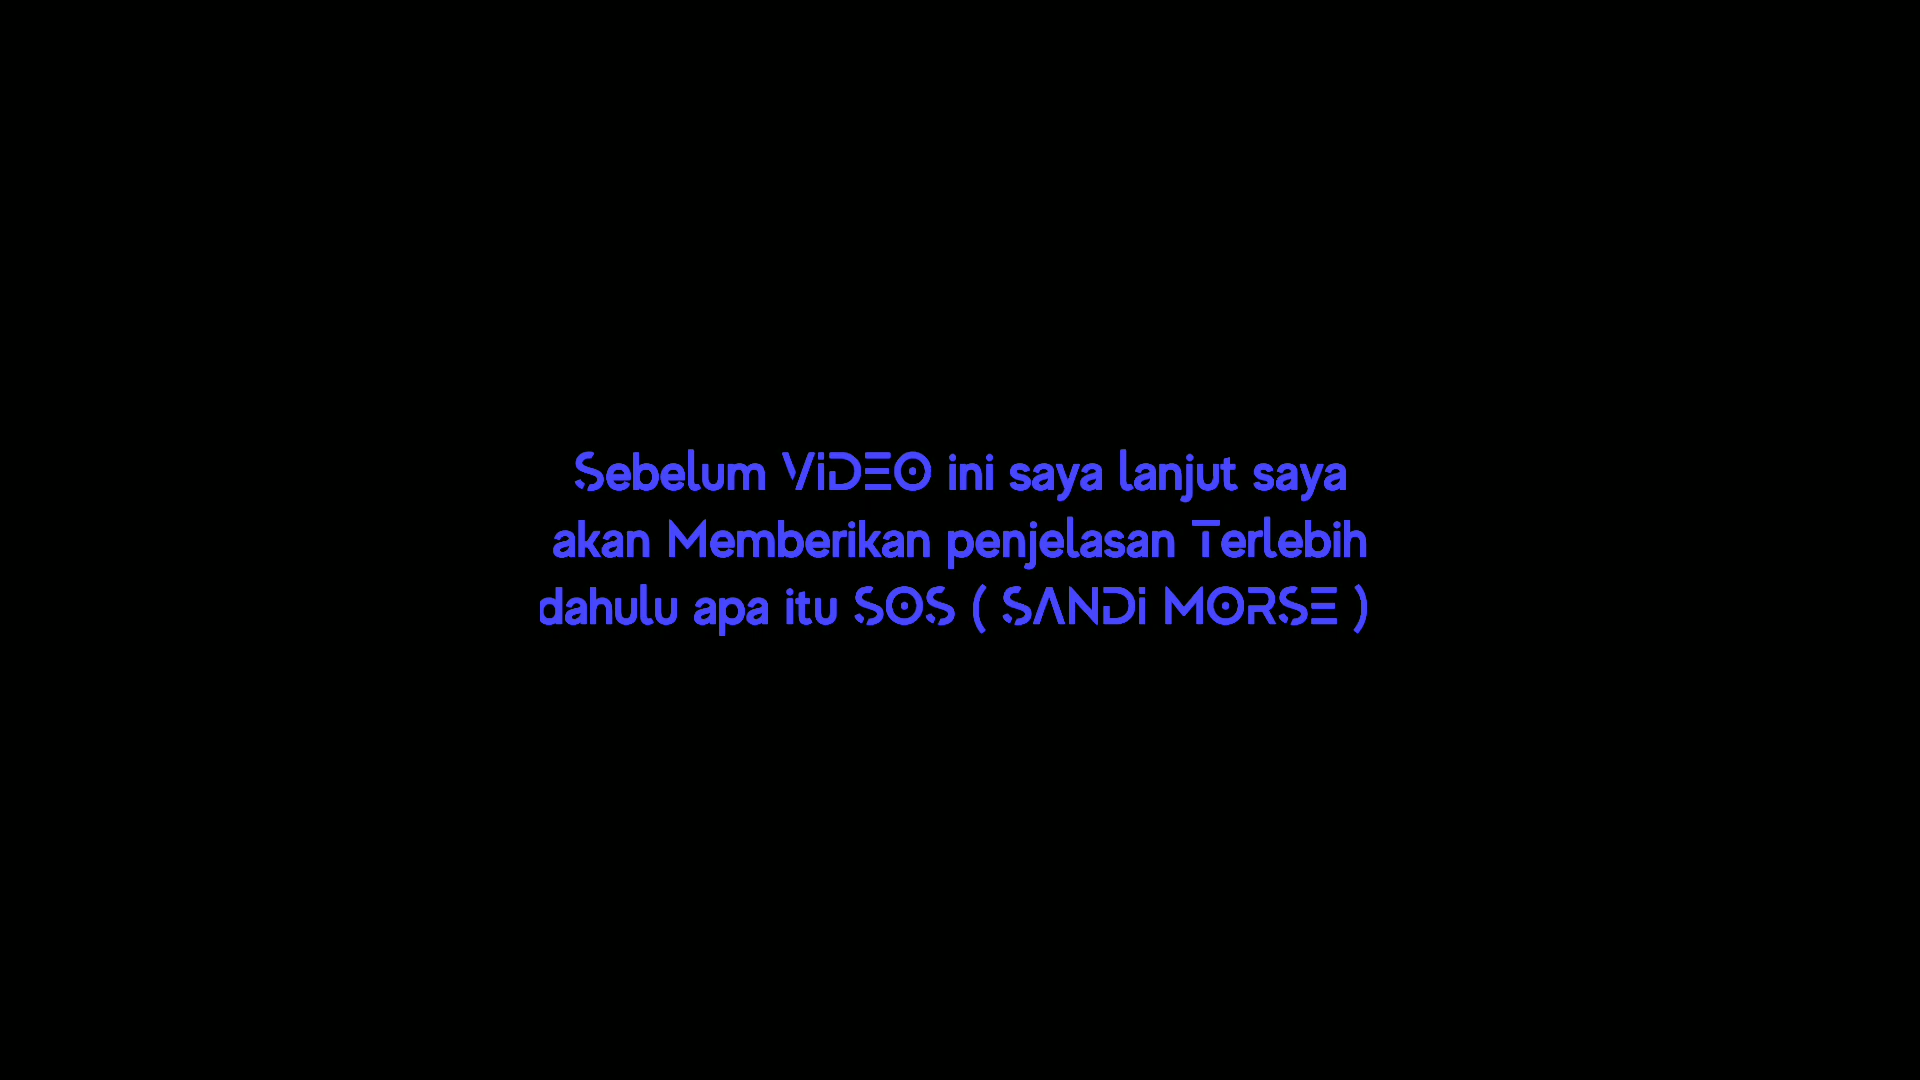 Sebelum ViDEO ini saya lanjut saya
akan Memberikan penjelasan Terlebih
dahulu apa itu SOS ( SANDi MORSE )